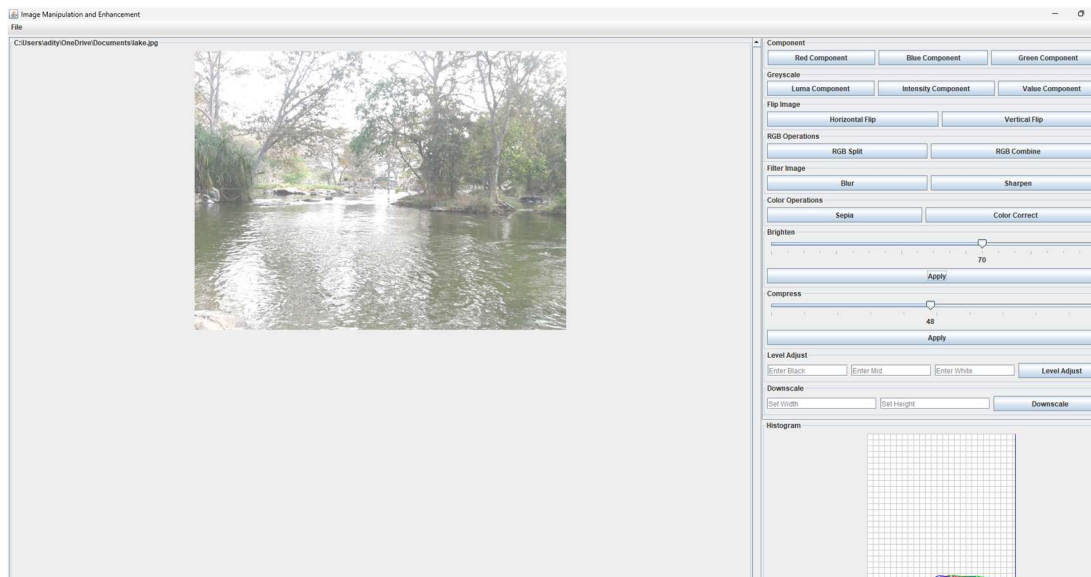 Image Manipulation and Enhancement
File
C:\Users\adity\OneDrive\Documents\lake.jpg
Component
Red Component Blue Component Green Component
Greyscale
Luma Component Intensity Component Value Component
Flip Image
Horizontal Flip Vertical Flip
RGB Operations
RGB Split RGB Combine
Filter Image
Blur Sharpen
Color Operations
Sepia Color Correct
Brighten
70
Apply
Compress
48
Apply
Level Adjust
Enter Black Enter Mid Enter White Level Adjust
Downscale
Set Width Set Height Downscale
Histogram